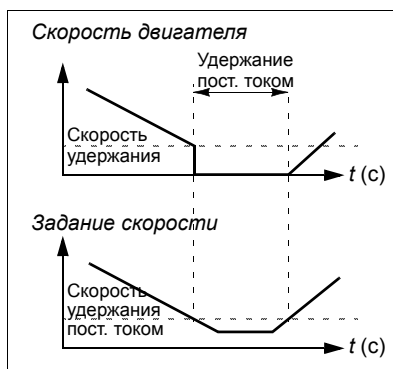 Скорость двигателя
Удержание
пост. током
Скорость
удержания
t (с)
Задание скорости
Скорость
удержания
пост. током
t (с)